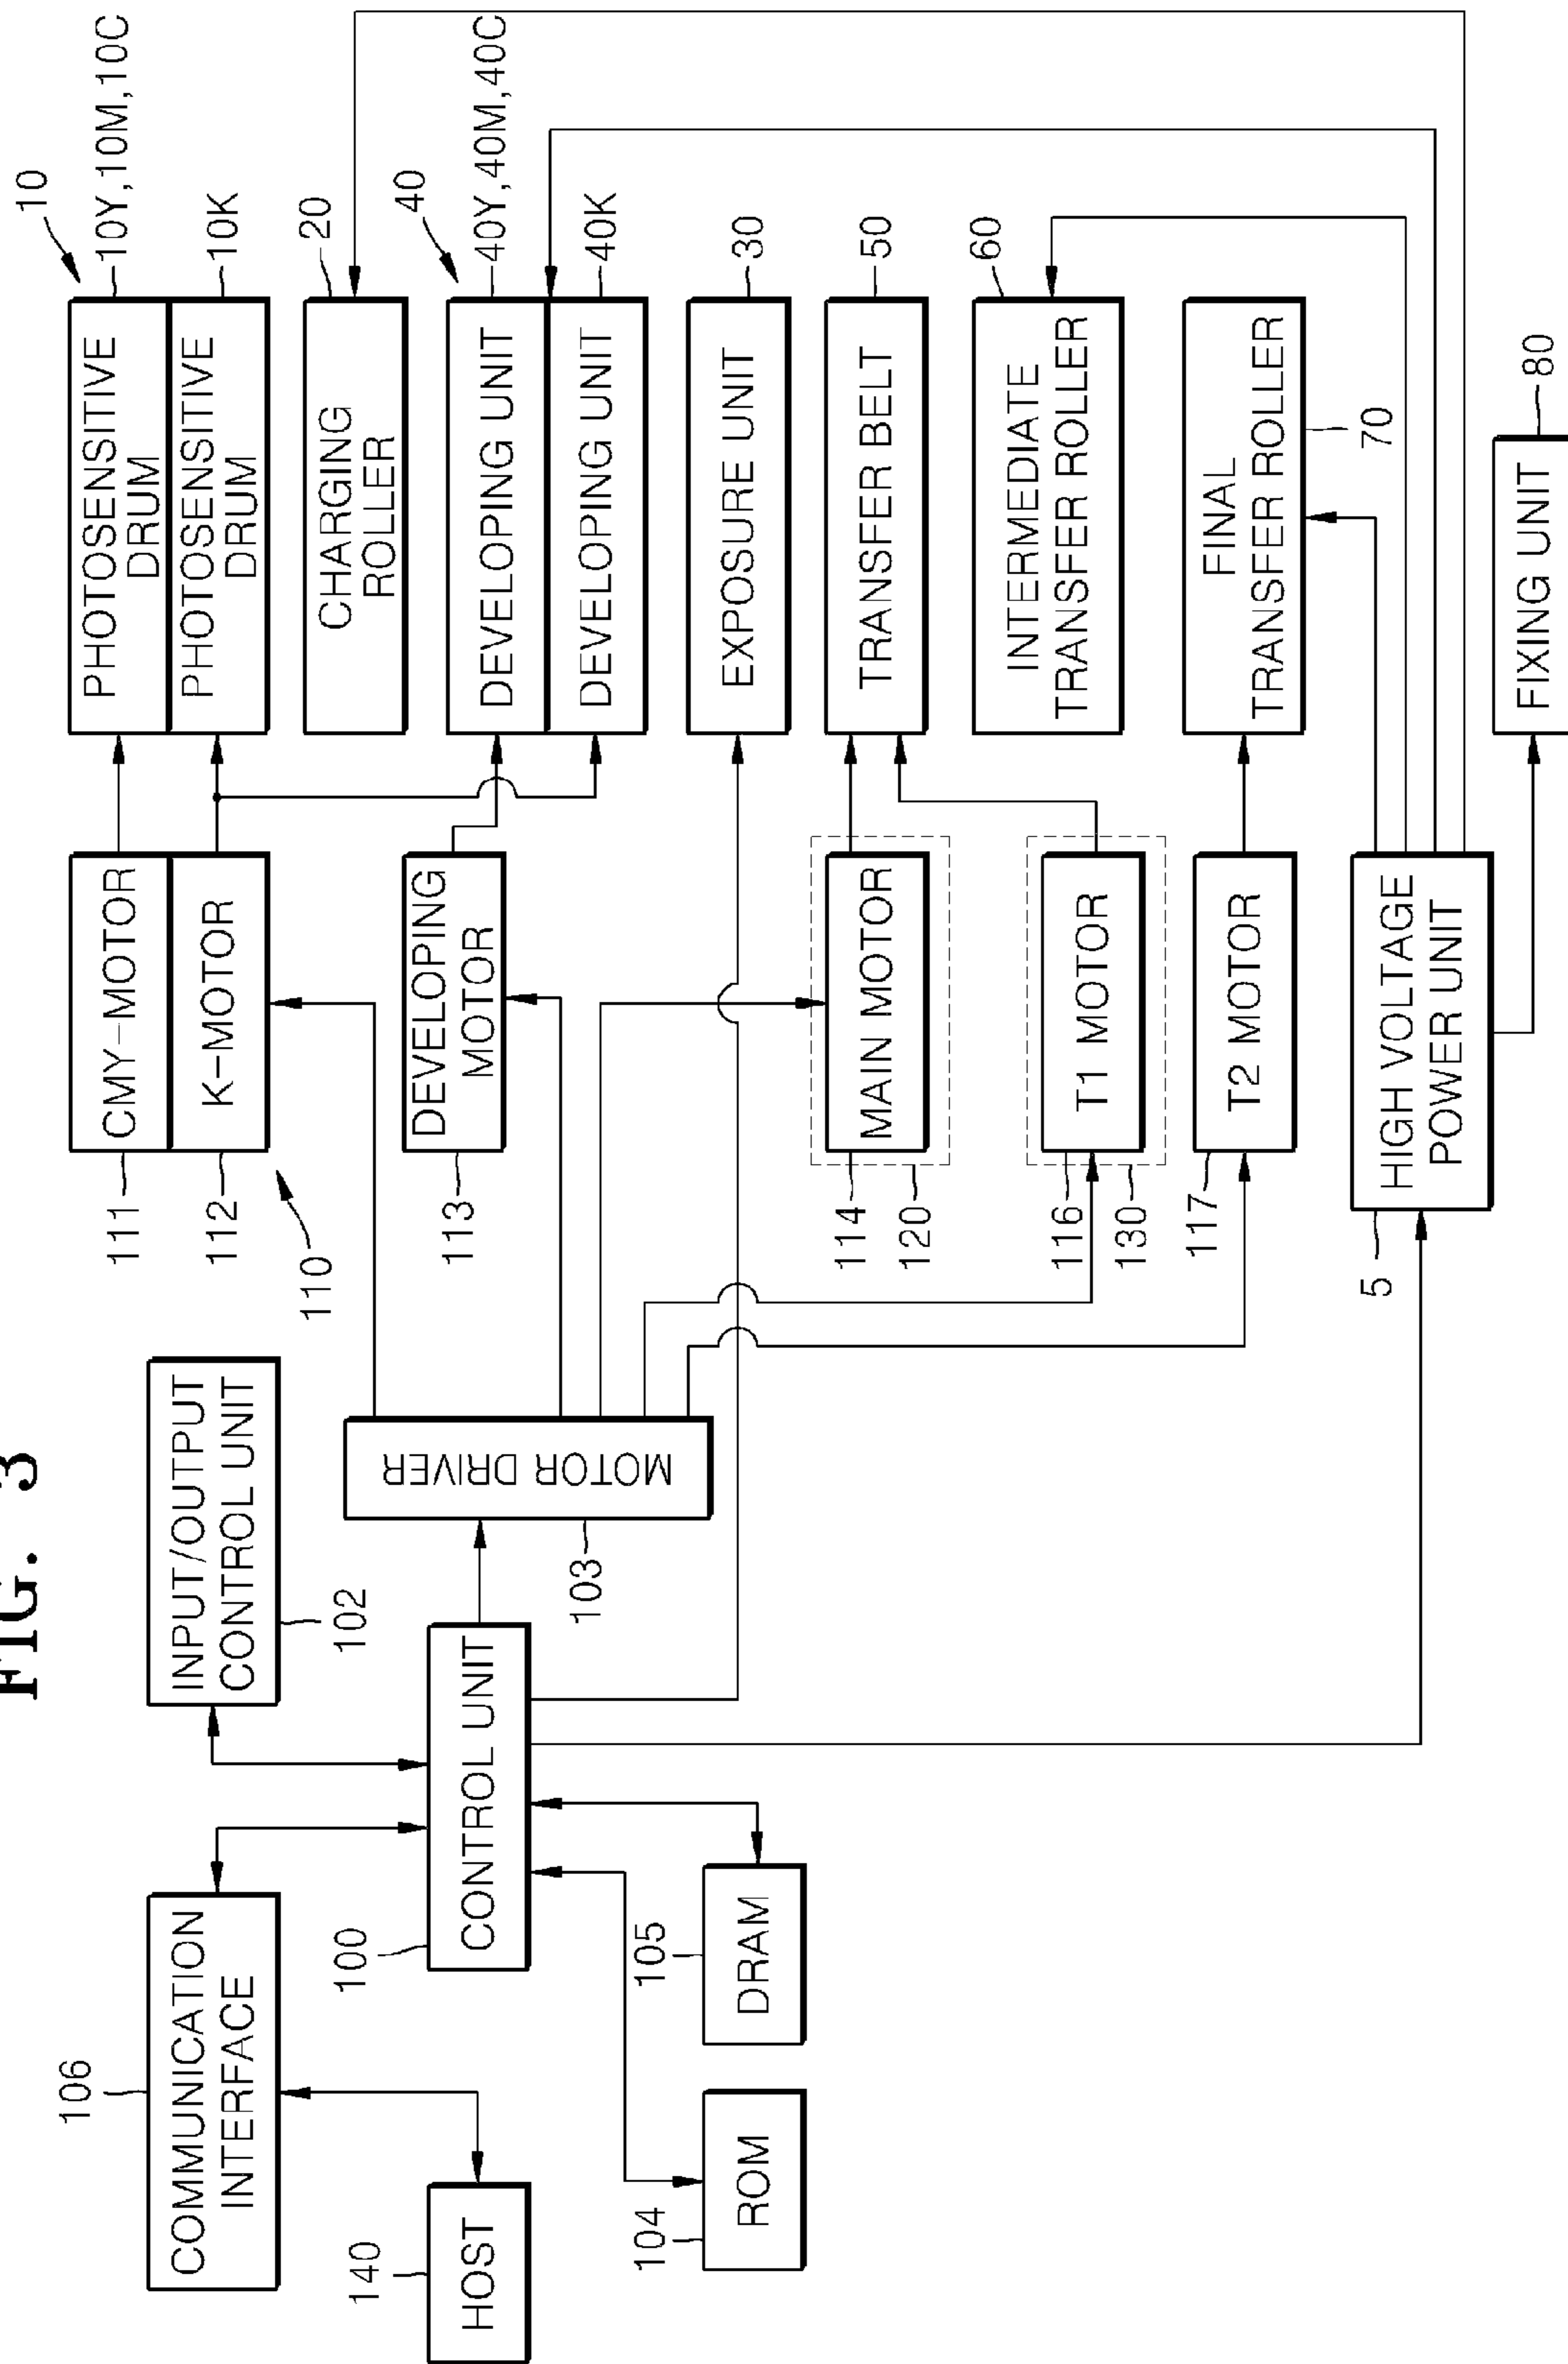 FIG. 3
106
COMMUNICATION
INTERFACE
140
HOST
INPUT/OUTPUT
CONTROL UNIT
102
100
CONTROL UNIT
104
ROM
105
DRAM
MOTOR DRIVER
103
111
CMY-MOTOR
112
K-MOTOR
110
113
DEVELOPING
MOTOR
114
MAIN MOTOR
120
116
T1 MOTOR
130
117
T2 MOTOR
5
HIGH VOLTAGE
POWER UNIT
10
PHOTOSENSITIVE
DRUM
10Y,10M,10C
PHOTOSENSITIVE
DRUM
10K
CHARGING
ROLLER
20
40
DEVELOPING UNIT
40Y,40M,40C
DEVELOPING UNIT
40K
EXPOSURE UNIT
30
TRANSFER BELT
50
INTERMEDIATE
TRANSFER ROLLER
60
FINAL
TRANSFER ROLLER
70
FIXING UNIT
80